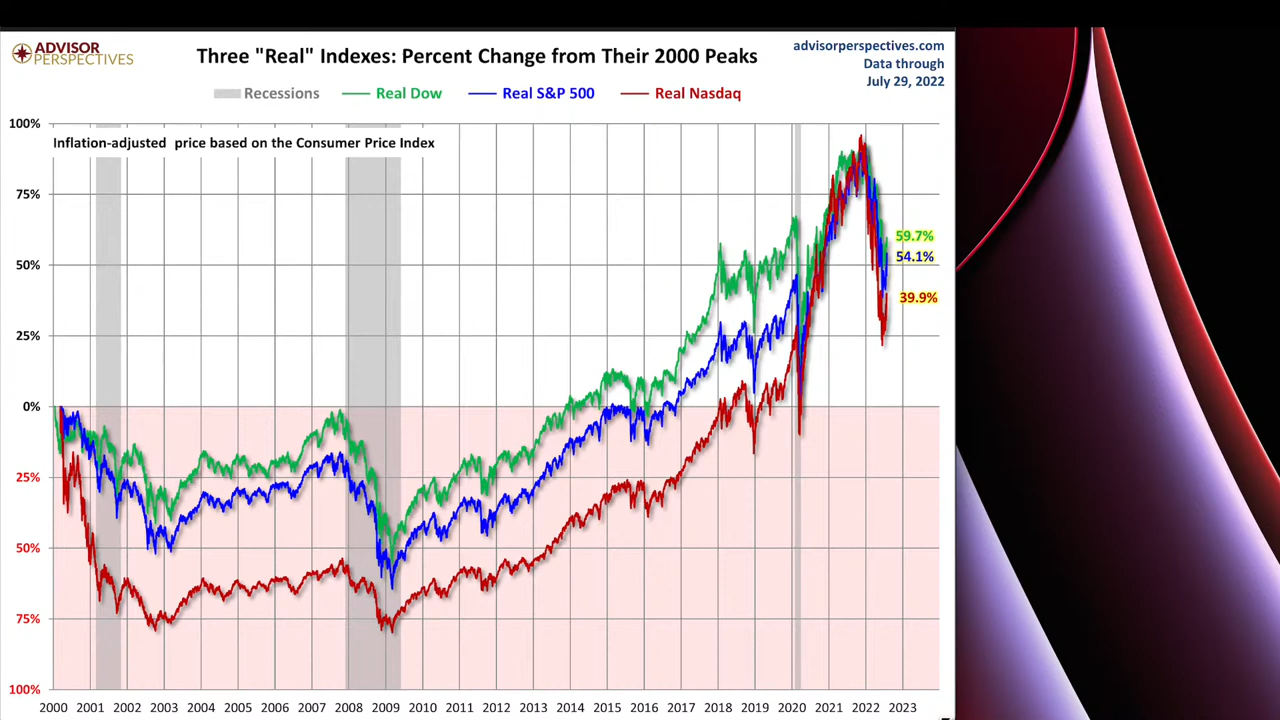 ADVISOR
PERSPECTIVES
Three "Real" Indexes: Percent Change from Their 2000 Peaks
advisorperspectives.com
Data through
July 29, 2022
Recessions Real Dow Real S&P 500 Real Nasdaq
Inflation-adjusted price based on the Consumer Price Index
100%
75%
50%
25%
0%
25%
50%
75%
100%
59.7%
54.1%
39.9%
2000 2001 2002 2003 2004 2005 2006 2007 2008 2009 2010 2011 2012 2013 2014 2015 2016 2017 2018 2019 2020 2021 2022 2023